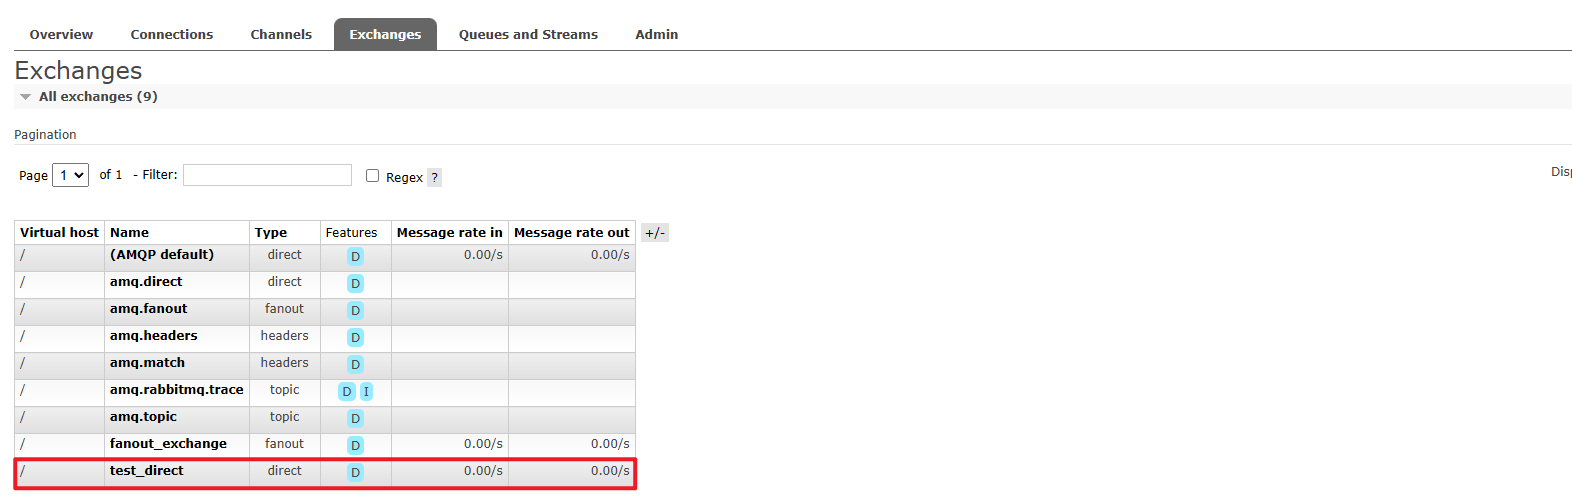 Overview Connections Channels Exchanges Queues and Streams Admin
Exchanges
All exchanges (9)
Pagination
Page 1 of 1 - Filter: Regex ?
Virtual host Name Type Features Message rate in Message rate out +/-
/ (AMQP default) direct D 0.00/s 0.00/s
/ amq.direct direct D
/ amq.fanout fanout D
/ amq.headers headers D
/ amq.match headers D
/ amq.rabbitmq.trace topic D I
/ amq.topic topic D
/ fanout_exchange fanout D 0.00/s 0.00/s
/ test_direct direct D 0.00/s 0.00/s